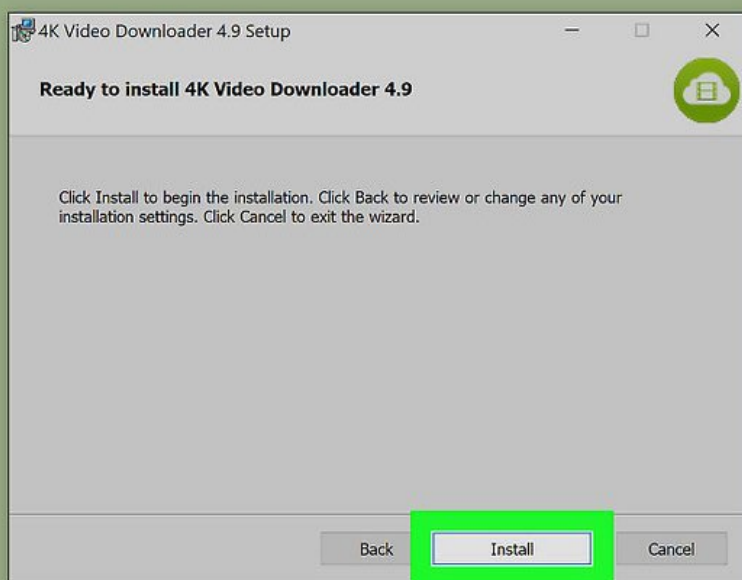 4K Video Downloader 4.9 Setup
Ready to install 4K Video Downloader 4.9
Click Install to begin the installation. Click Back to review or change any of your
installation settings. Click Cancel to exit the wizard.
Back
Install
Cancel